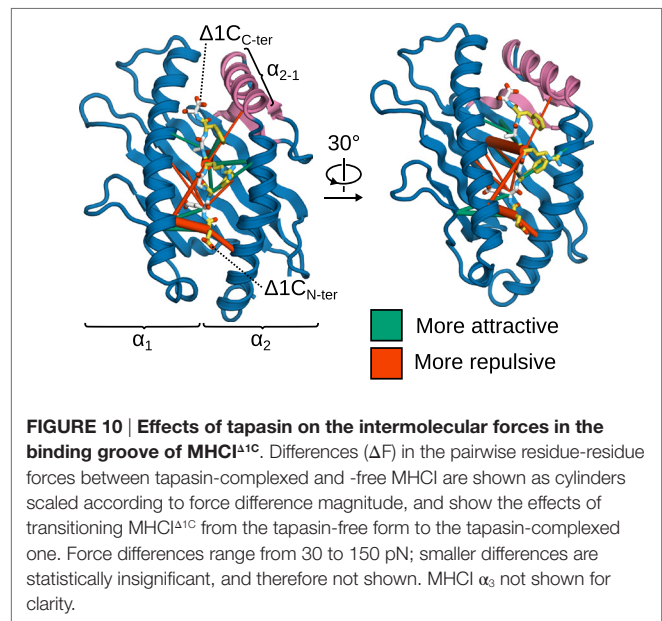 Δ1C_C-ter
α_2-1
30°
Δ1C_N-ter
α_1 α_2
More attractive
More repulsive
FIGURE 10 | Effects of tapasin on the intermolecular forces in the
binding groove of MHCI^Δ1C. Differences (ΔF) in the pairwise residue-residue
forces between tapasin-complexed and -free MHCI are shown as cylinders
scaled according to force difference magnitude, and show the effects of
transitioning MHCI^Δ1C from the tapasin-free form to the tapasin-complexed
one. Force differences range from 30 to 150 pN; smaller differences are
statistically insignificant, and therefore not shown. MHCI α_3 not shown for
clarity.